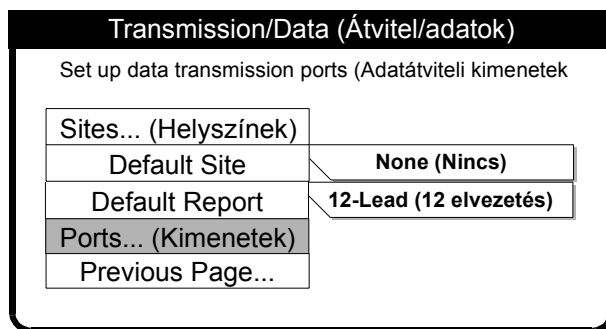 Transmission/Data (Átvitel/adatok)
Set up data transmission ports (Adatátviteli kimenetek
Sites... (Helyszínek)
Default Site
None (Nincs)
Default Report
12-Lead (12 elvezetés)
Ports... (Kimenetek)
Previous Page...